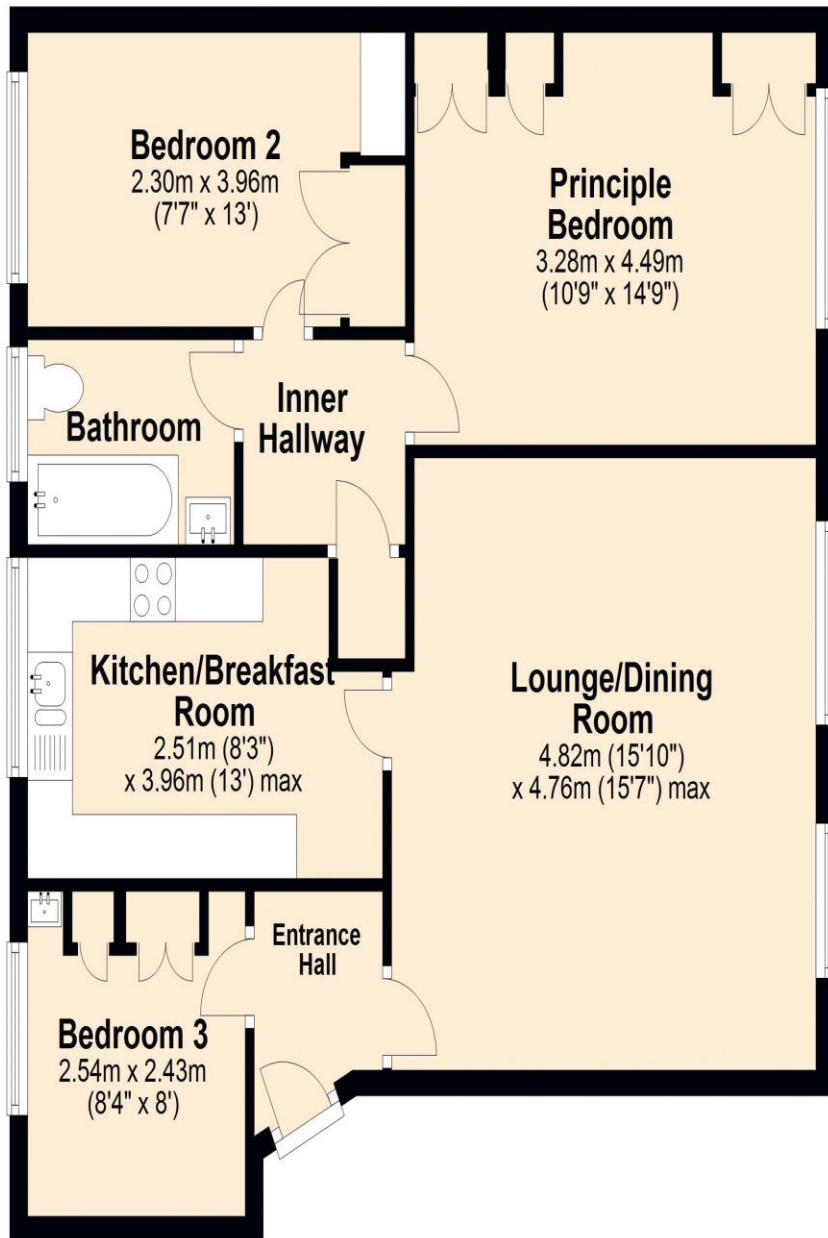 Bedroom 2
2.30m x 3.96m
(7'7" x 13')
Principle
Bedroom
3.28m x 4.49m
(10'9" x 14'9")
Bathroom
Inner
Hallway
Kitchen/Breakfast
Room
2.51m (8'3")
x 3.96m (13') max
Lounge/Dining
Room
4.82m (15'10")
x 4.76m (15'7") max
Entrance
Hall
Bedroom 3
2.54m x 2.43m
(8'4" x 8')